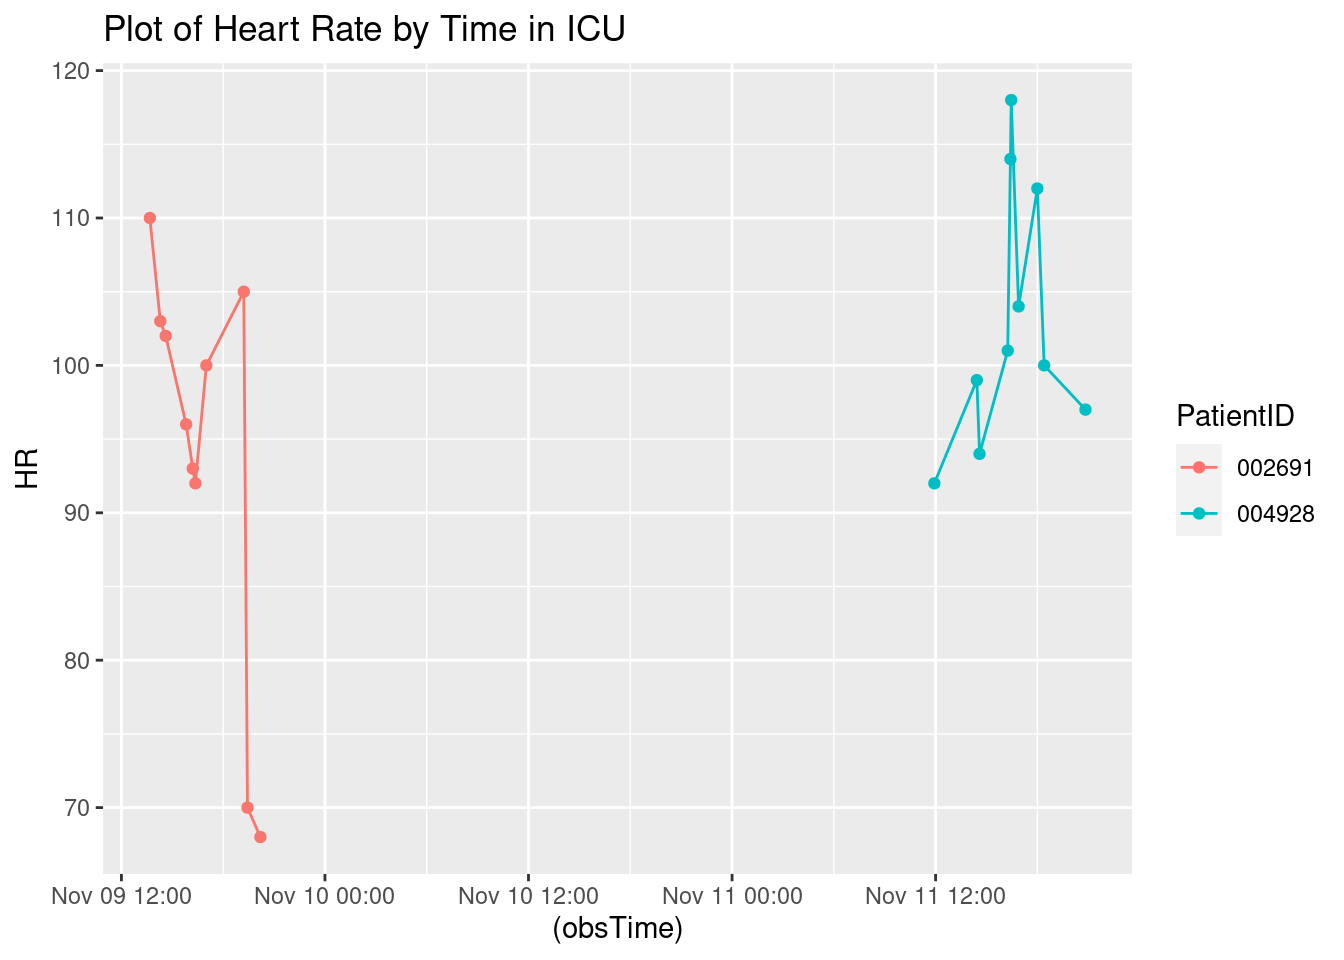 Plot of Heart Rate by Time in ICU
120
110
100
90
80
70
HR
Nov 09 12:00
Nov 10 00:00
Nov 10 12:00
Nov 11 00:00
Nov 11 12:00
(obsTime)
PatientID
002691
004928